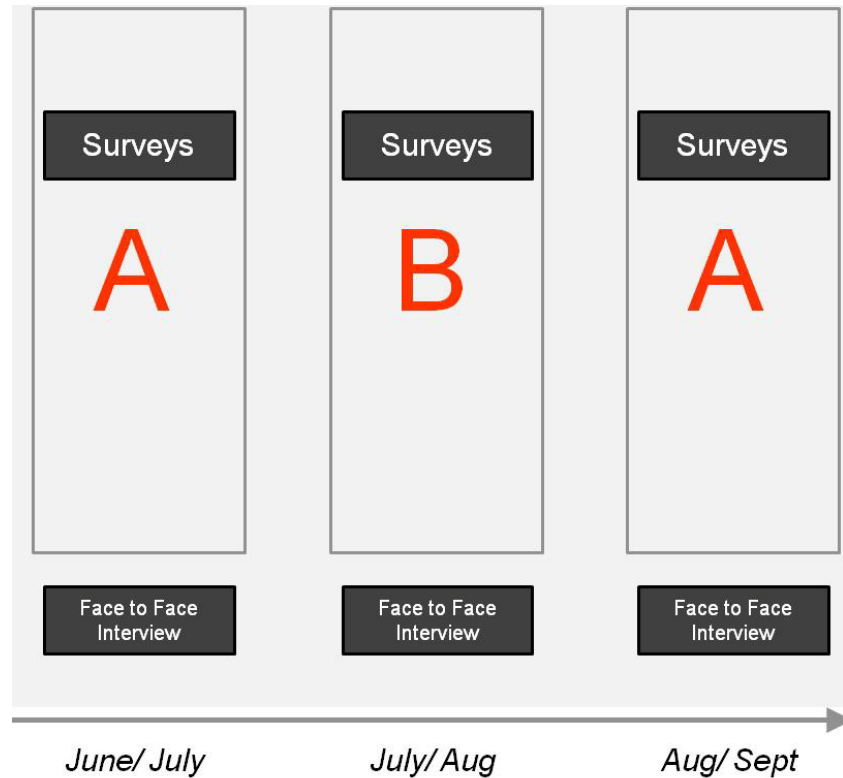 Surveys
Surveys
Surveys
A
B
A
Face to Face
Interview
Face to Face
Interview
Face to Face
Interview
June/ July
July/ Aug
Aug/ Sept